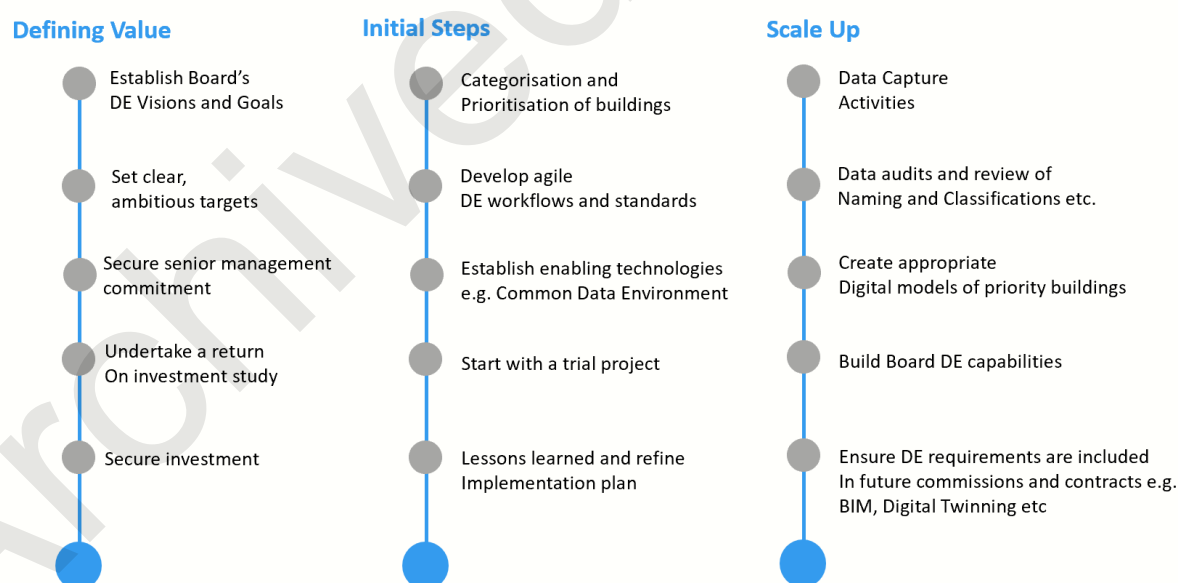 Defining Value
Establish Board's
DE Visions and Goals
Set clear,
ambitious targets
Secure senior management
commitment
Undertake a return
On investment study
Secure investment
Initial Steps
Categorisation and
Prioritisation of buildings
Develop agile
DE workflows and standards
Establish enabling technologies
e.g. Common Data Environment
Start with a trial project
Lessons learned and refine
Implementation plan
Scale Up
Data Capture
Activities
Data audits and review of
Naming and Classifications etc.
Create appropriate
Digital models of priority buildings
Build Board DE capabilities
Ensure DE requirements are included
In future commissions and contracts e.g.
BIM, Digital Twinning etc
Archived